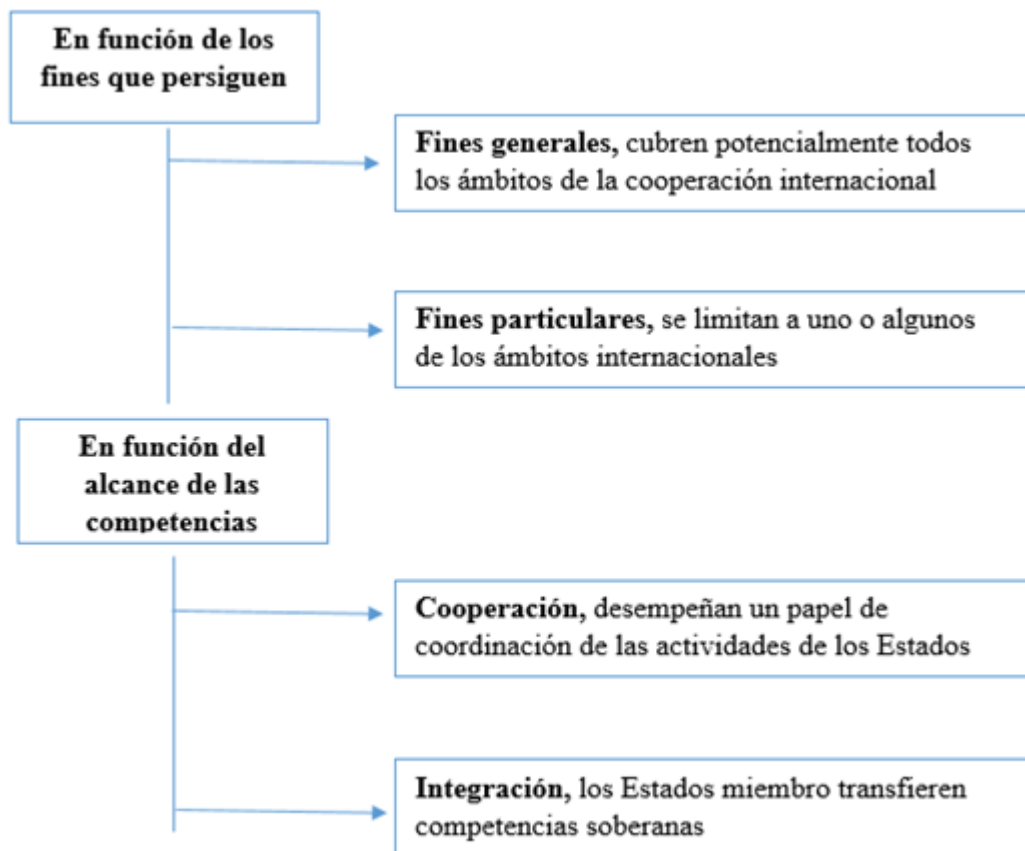 En función de los
fines que persiguen
Fines generales, cubren potencialmente todos
los ámbitos de la cooperación internacional
Fines particulares, se limitan a uno o algunos
de los ámbitos internacionales
En función del
alcance de las
competencias
Cooperación, desempeñan un papel de
coordinación de las actividades de los Estados
Integración, los Estados miembro transfieren
competencias soberanas